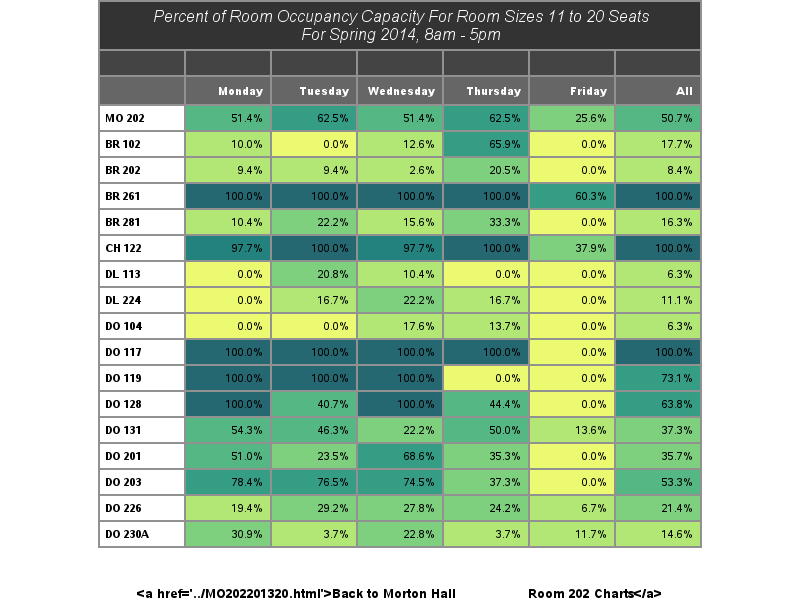 Percent of Room Occupancy Capacity For Room Sizes 11 to 20 Seats
For Spring 2014, 8am - 5pm
Monday Tuesday Wednesday Thursday Friday All
MO 202 51.4% 62.5% 51.4% 62.5% 25.6% 50.7%
BR 102 10.0% 0.0% 12.6% 65.9% 0.0% 17.7%
BR 202 9.4% 9.4% 2.6% 20.5% 0.0% 8.4%
BR 261 100.0% 100.0% 100.0% 100.0% 60.3% 100.0%
BR 281 10.4% 22.2% 15.6% 33.3% 0.0% 16.3%
CH 122 97.7% 100.0% 97.7% 100.0% 37.9% 100.0%
DL 113 0.0% 20.8% 10.4% 0.0% 0.0% 6.3%
DL 224 0.0% 16.7% 22.2% 16.7% 0.0% 11.1%
DO 104 0.0% 0.0% 17.6% 13.7% 0.0% 6.3%
DO 117 100.0% 100.0% 100.0% 100.0% 0.0% 100.0%
DO 119 100.0% 100.0% 100.0% 0.0% 0.0% 73.1%
DO 128 100.0% 40.7% 100.0% 44.4% 0.0% 63.8%
DO 131 54.3% 46.3% 22.2% 50.0% 13.6% 37.3%
DO 201 51.0% 23.5% 68.6% 35.3% 0.0% 35.7%
DO 203 78.4% 76.5% 74.5% 37.3% 0.0% 53.3%
DO 226 19.4% 29.2% 27.8% 24.2% 6.7% 21.4%
DO 230A 30.9% 3.7% 22.8% 3.7% 11.7% 14.6%
<a href='../MO202201320.html'>Back to Morton Hall Room 202 Charts</a>